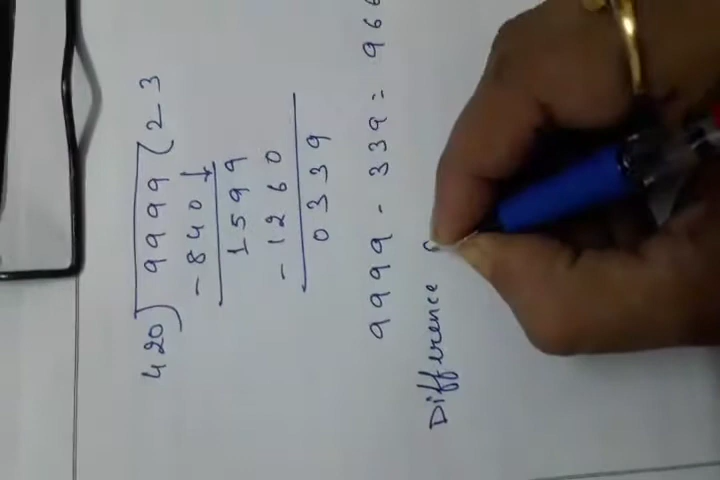 420) 9999 (23
- 840↓
1599
- 1260
0339
9999 - 339 = 966
Difference